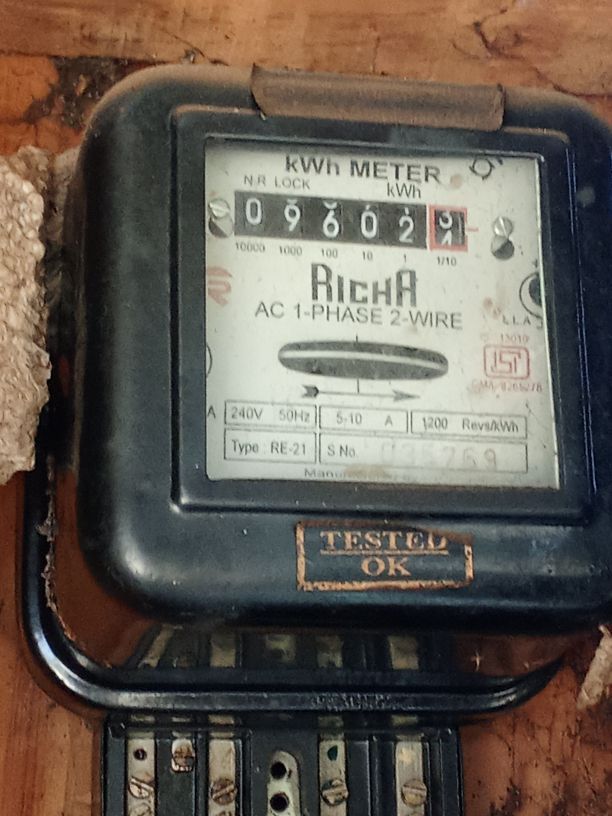 kWh METER
N.R LOCK
kWh
0 9 6 0 2
10000 1000 100 10 1 1/10
RICHA
AC 1-PHASE 2-WIRE
240V 50Hz 5-10 A 1200 Revs/kWh
Type : RE-21 S No.
TESTED
OK